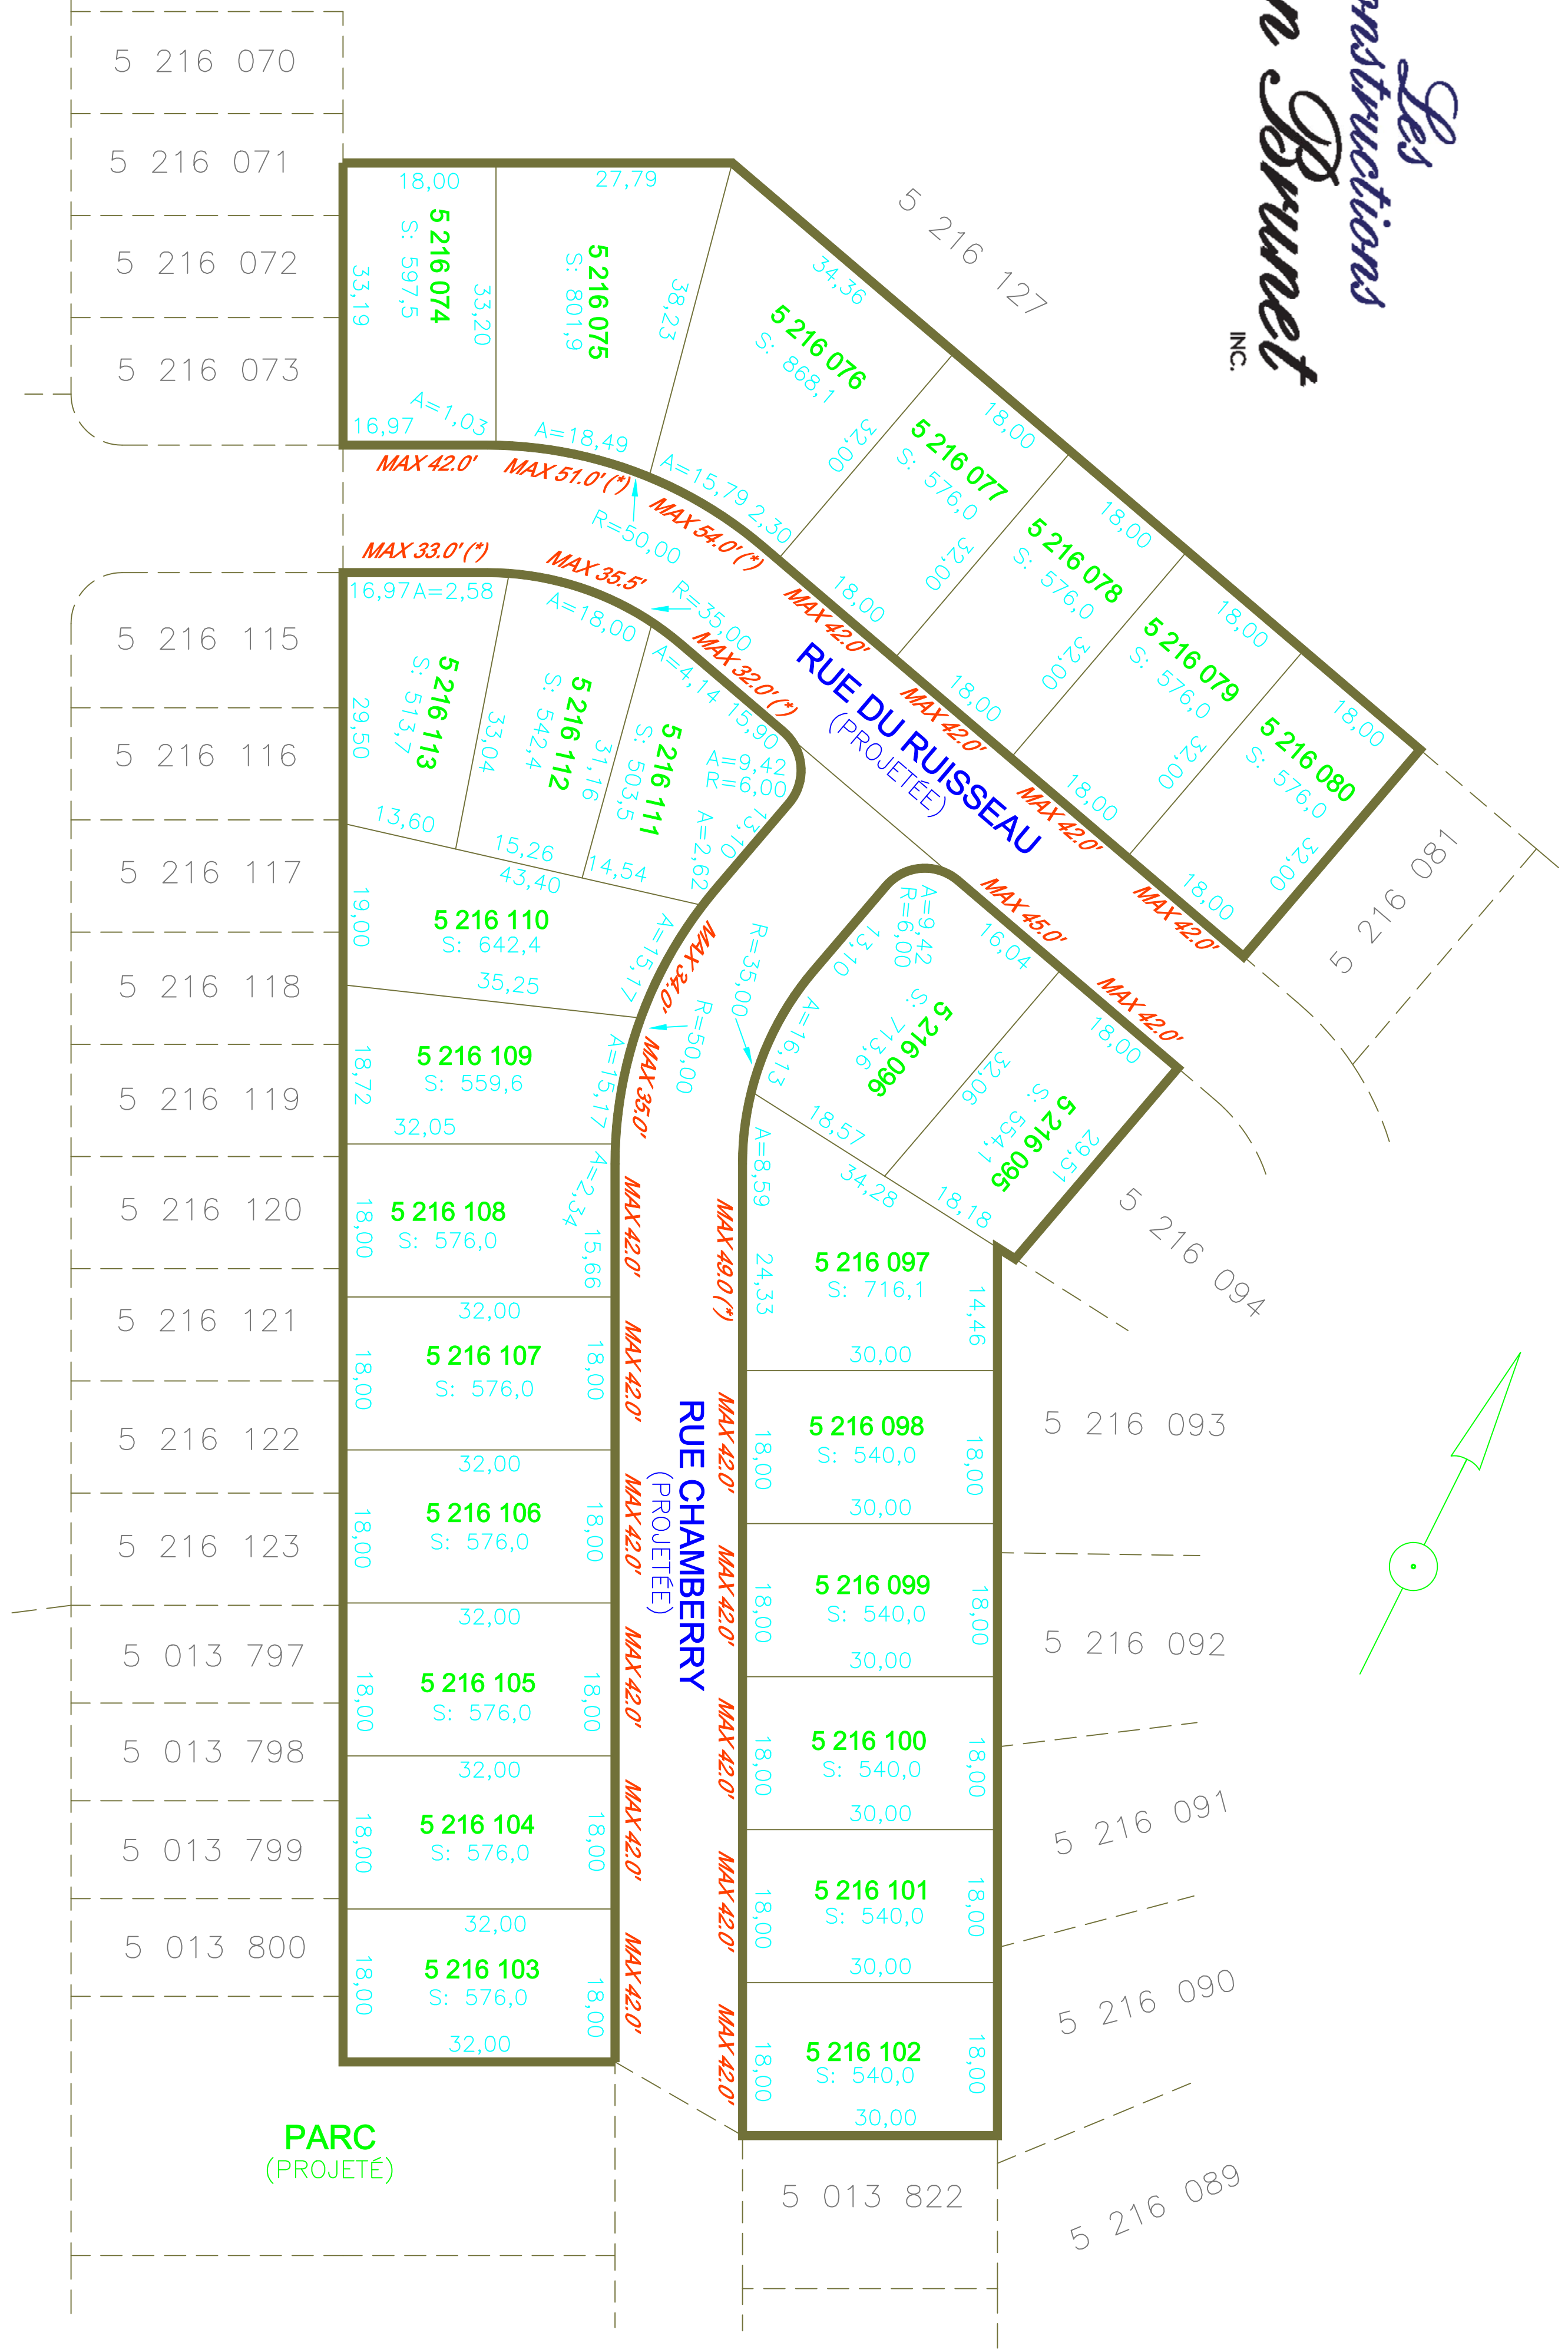 Les
onstructions
n Brunet
INC.
5 216 070
5 216 071
5 216 072
5 216 073
18,00
5 216 074
S: 597,5
33,19
33,20
16,97
A=1,03
27,79
5 216 075
S: 801,9
38,23
A=18,49
5 216 127
34,36
5 216 076
S: 868,1
32,00
A=15,79
2,30
18,00
5 216 077
S: 576,0
32,00
18,00
18,00
5 216 078
S: 576,0
32,00
18,00
18,00
5 216 079
S: 576,0
32,00
18,00
18,00
5 216 080
S: 576,0
32,00
18,00
5 216 081
MAX 42.0'
MAX 51.0' (*)
MAX 54.0' (*)
R=50,00
MAX 42.0'
MAX 42.0'
MAX 42.0'
MAX 42.0'
RUE DU RUISSEAU
(PROJETÉE)
MAX 33.0' (*)
MAX 35.5'
R=35,00
MAX 32.0' (*)
MAX 45.0'
MAX 42.0'
5 216 115
5 216 116
5 216 117
5 216 118
5 216 119
5 216 120
5 216 121
5 216 122
5 216 123
5 013 797
5 013 798
5 013 799
5 013 800
16,97
A=2,58
5 216 113
S: 513,7
29,50
33,04
13,60
A=18,00
5 216 112
S: 542,4
31,16
15,26
A=4,14
15,90
5 216 111
S: 503,5
A=9,42
R=6,00
13,10
A=2,62
14,54
43,40
5 216 110
S: 642,4
19,00
A=15,17
35,25
MAX 34.0'
R=50,00
5 216 109
S: 559,6
18,72
A=15,17
32,05
MAX 35.0'
5 216 108
S: 576,0
18,00
A=2,34
15,66
32,00
MAX 42.0'
5 216 107
S: 576,0
18,00
18,00
32,00
MAX 42.0'
5 216 106
S: 576,0
18,00
18,00
32,00
MAX 42.0'
5 216 105
S: 576,0
18,00
18,00
32,00
MAX 42.0'
5 216 104
S: 576,0
18,00
18,00
32,00
MAX 42.0'
5 216 103
S: 576,0
18,00
18,00
32,00
MAX 42.0'
RUE CHAMBERRY
(PROJETÉE)
R=35,00
A=9,42
R=6,00
13,10
16,04
5 216 096
S: 713,6
A=16,13
32,06
18,57
18,00
5 216 095
S: 554,1
29,51
18,18
34,28
5 216 094
A=8,59
24,33
5 216 097
S: 716,1
14,46
30,00
MAX 49.0 (*)
5 216 098
S: 540,0
18,00
18,00
30,00
MAX 42.0'
5 216 099
S: 540,0
18,00
18,00
30,00
MAX 42.0'
5 216 100
S: 540,0
18,00
18,00
30,00
MAX 42.0'
5 216 101
S: 540,0
18,00
18,00
30,00
MAX 42.0'
5 216 102
S: 540,0
18,00
18,00
30,00
MAX 42.0'
5 216 093
5 216 092
5 216 091
5 216 090
5 216 089
5 013 822
PARC
(PROJETÉ)